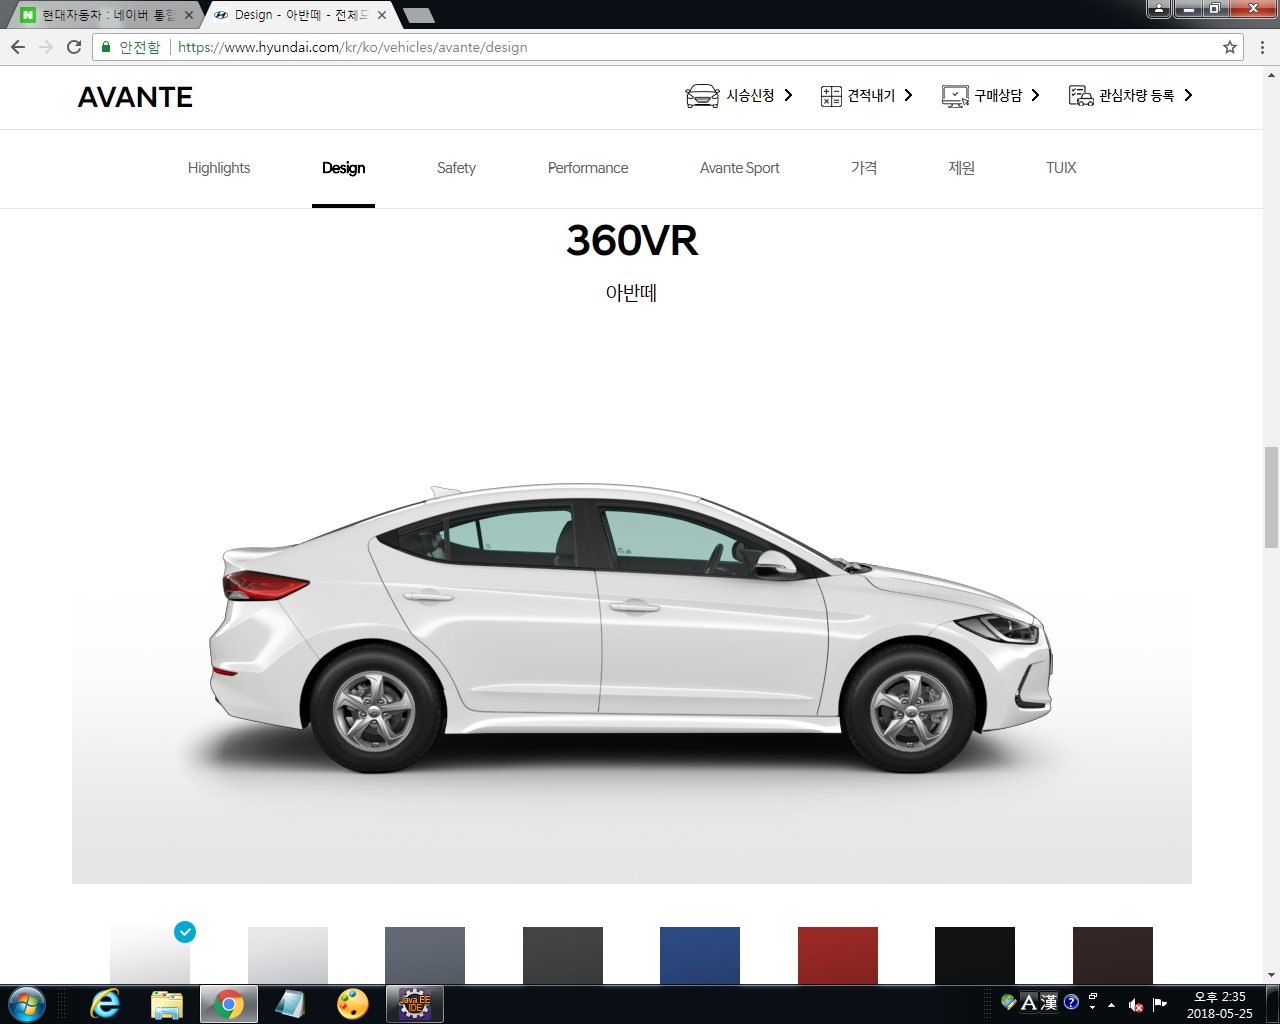 현대자동차 : 네이버 통합
Design - 아반떼 - 전체모
안전함
https://www.hyundai.com/kr/ko/vehicles/avante/design
AVANTE
시승신청
견적내기
구매상담
관심차량 등록
Highlights
Design
Safety
Performance
Avante Sport
가격
제원
TUIX
360VR
아반떼
Java EE
IDE
A 漢
오후 2:35
2018-05-25